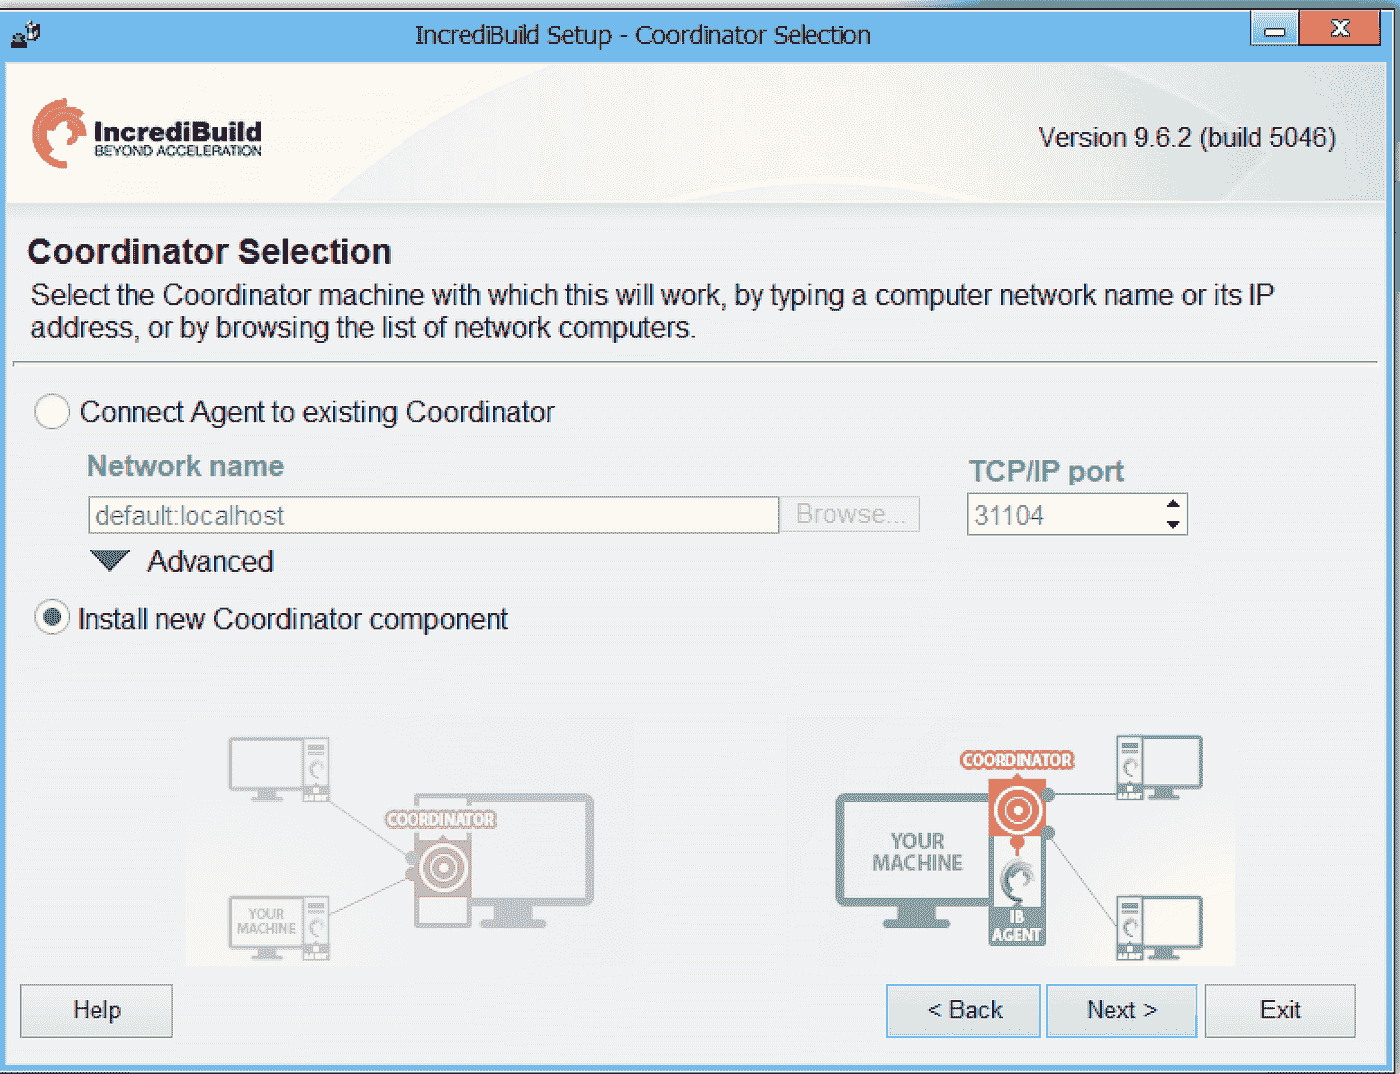 IncrediBuild Setup - Coordinator Selection
IncrediBuild
BEYOND ACCELERATION
Version 9.6.2 (build 5046)
Coordinator Selection
Select the Coordinator machine with which this will work, by typing a computer network name or its IP
address, or by browsing the list of network computers.
Connect Agent to existing Coordinator
Network name
TCP/IP port
default:localhost
Browse...
31104
Advanced
Install new Coordinator component
COORDINATOR
YOUR
MACHINE
COORDINATOR
YOUR
MACHINE
IB
AGENT
Help
< Back
Next >
Exit